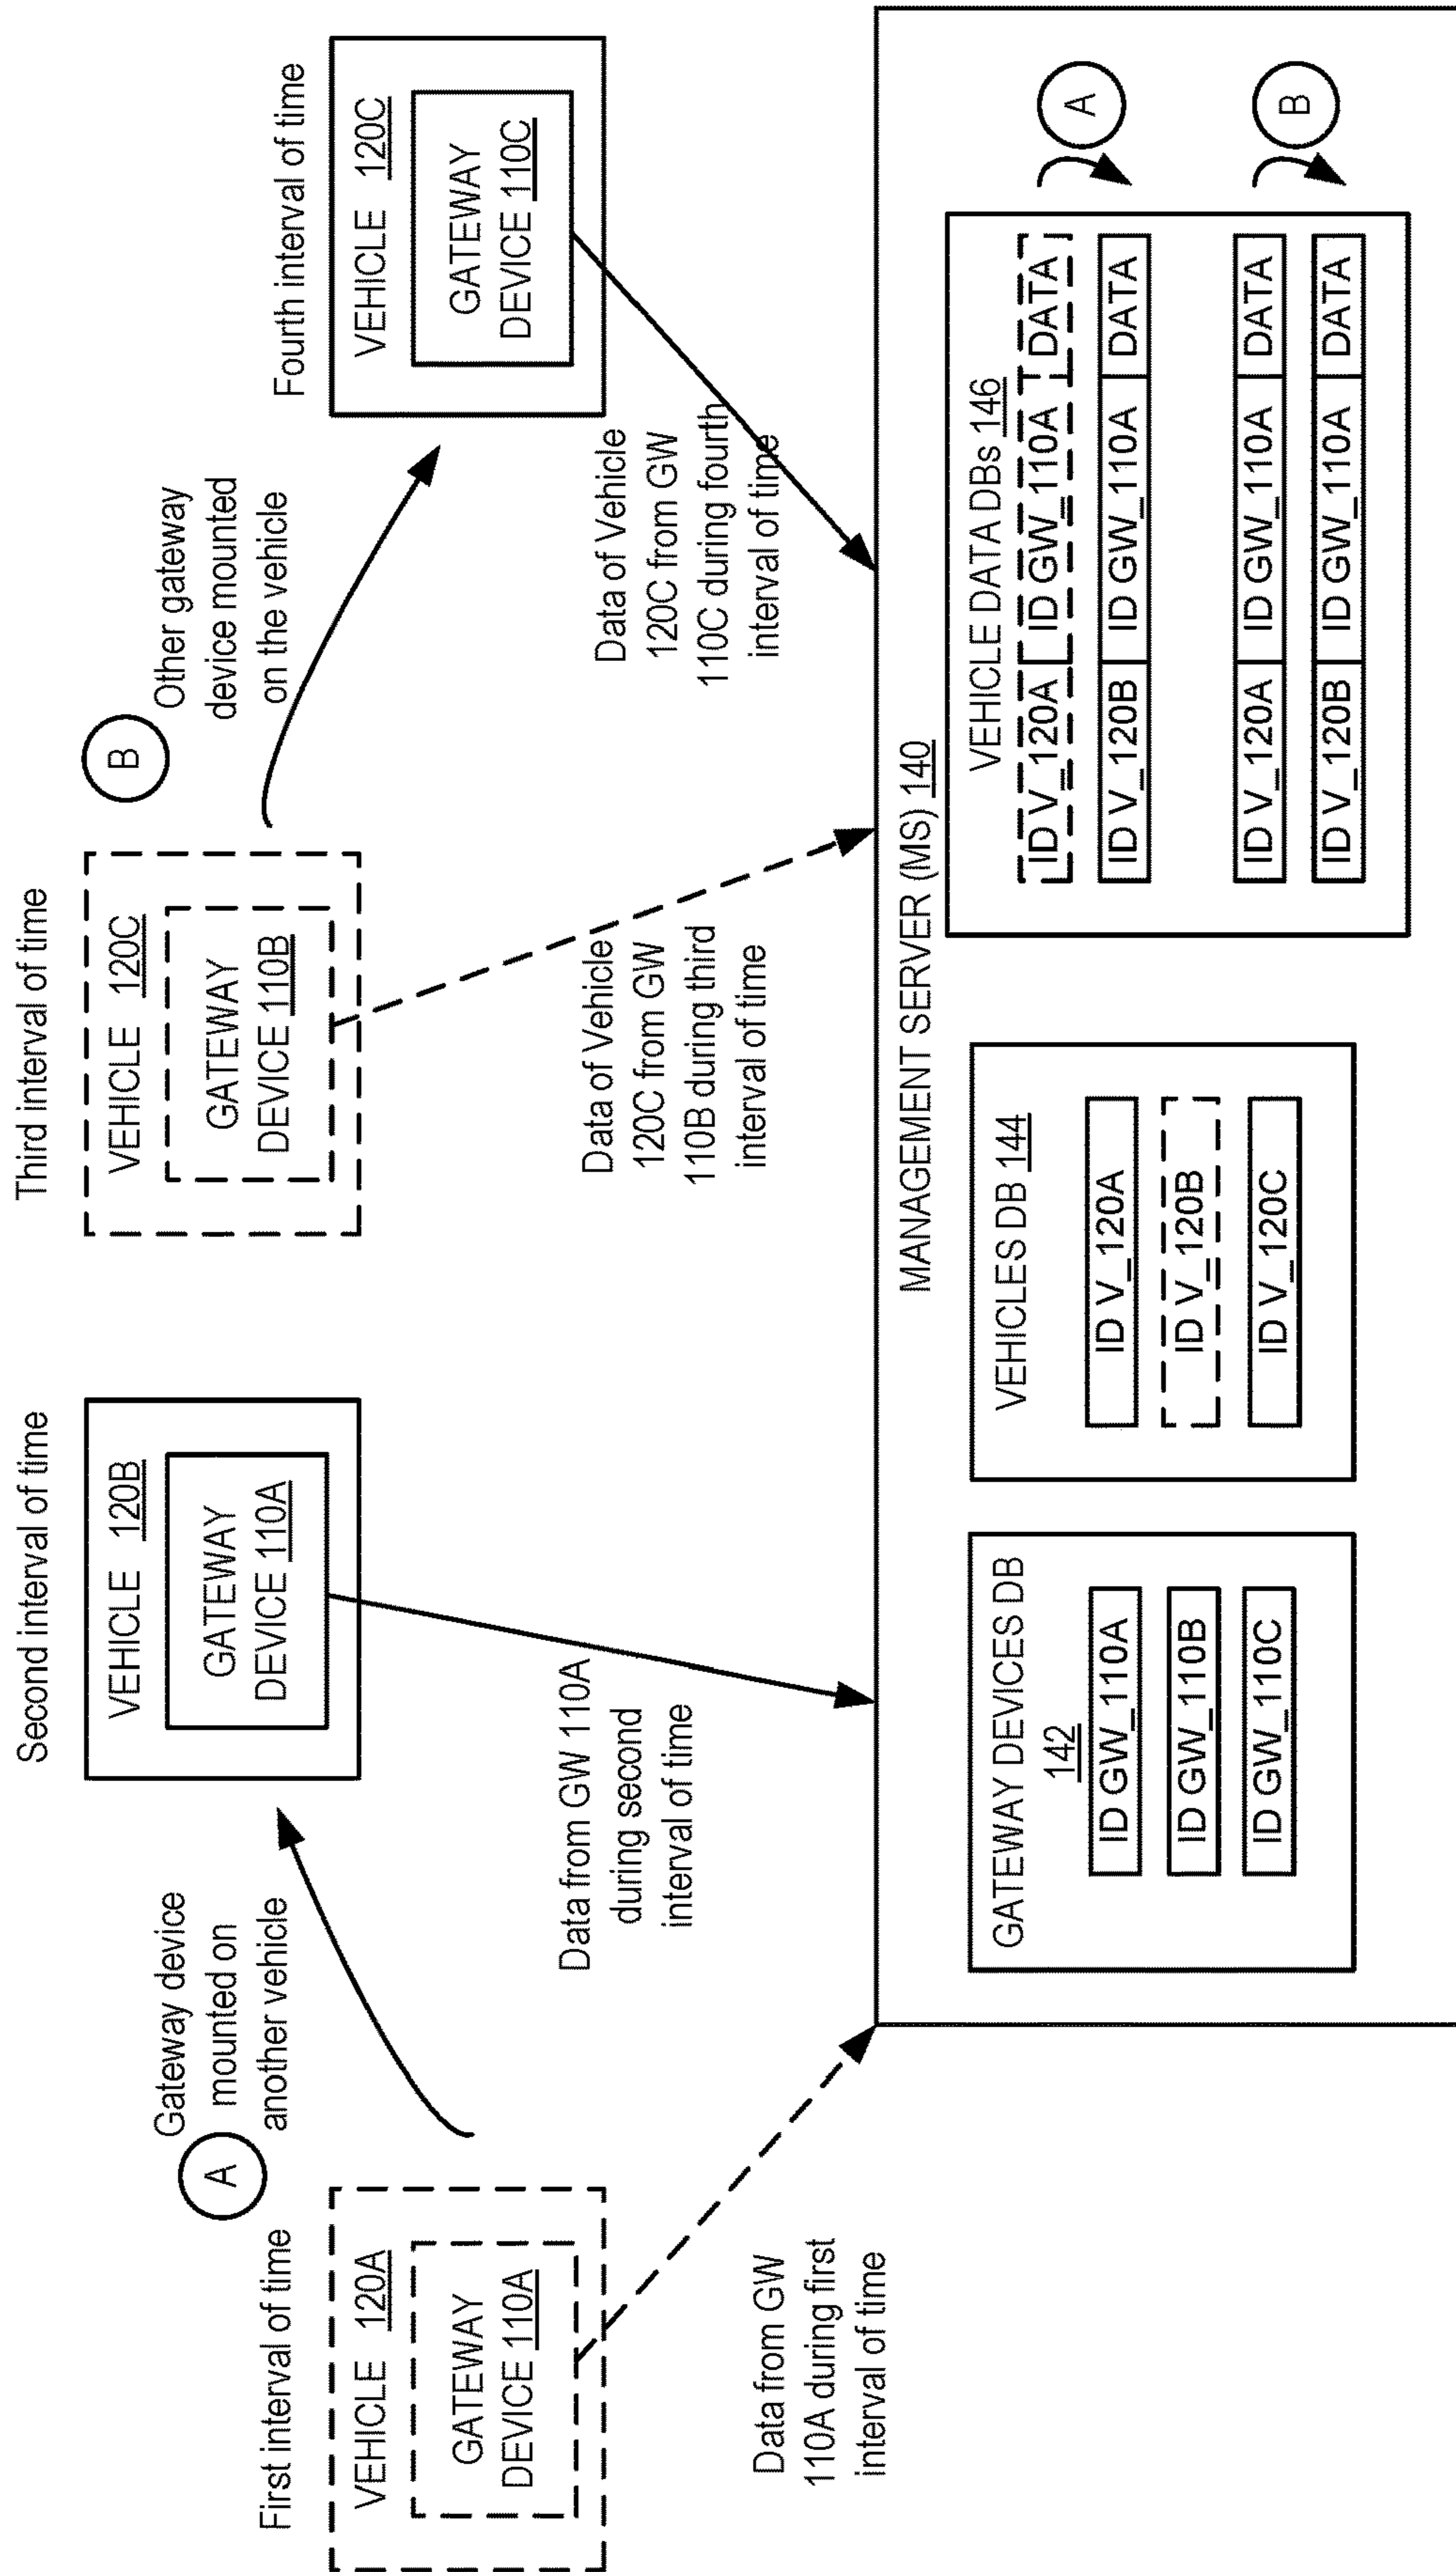 First interval of time
VEHICLE 120A
GATEWAY
DEVICE 110A
A
Gateway device
mounted on
another vehicle
Second interval of time
VEHICLE 120B
GATEWAY
DEVICE 110A
Third interval of time
VEHICLE 120C
GATEWAY
DEVICE 110B
B
Other gateway
device mounted
on the vehicle
Fourth interval of time
VEHICLE 120C
GATEWAY
DEVICE 110C
Data from GW
110A during first
interval of time
Data from GW 110A
during second
interval of time
Data of Vehicle
120C from GW
110B during third
interval of time
Data of Vehicle
120C from GW
110C during fourth
interval of time
MANAGEMENT SERVER (MS) 140
GATEWAY DEVICES DB
142
ID GW_110A
ID GW_110B
ID GW_110C
VEHICLES DB 144
ID V_120A
ID V_120B
ID V_120C
VEHICLE DATA DBs 146
ID V_120A ID GW_110A DATA
ID V_120B ID GW_110A DATA
A
ID V_120A ID GW_110A DATA
ID V_120B ID GW_110A DATA
B